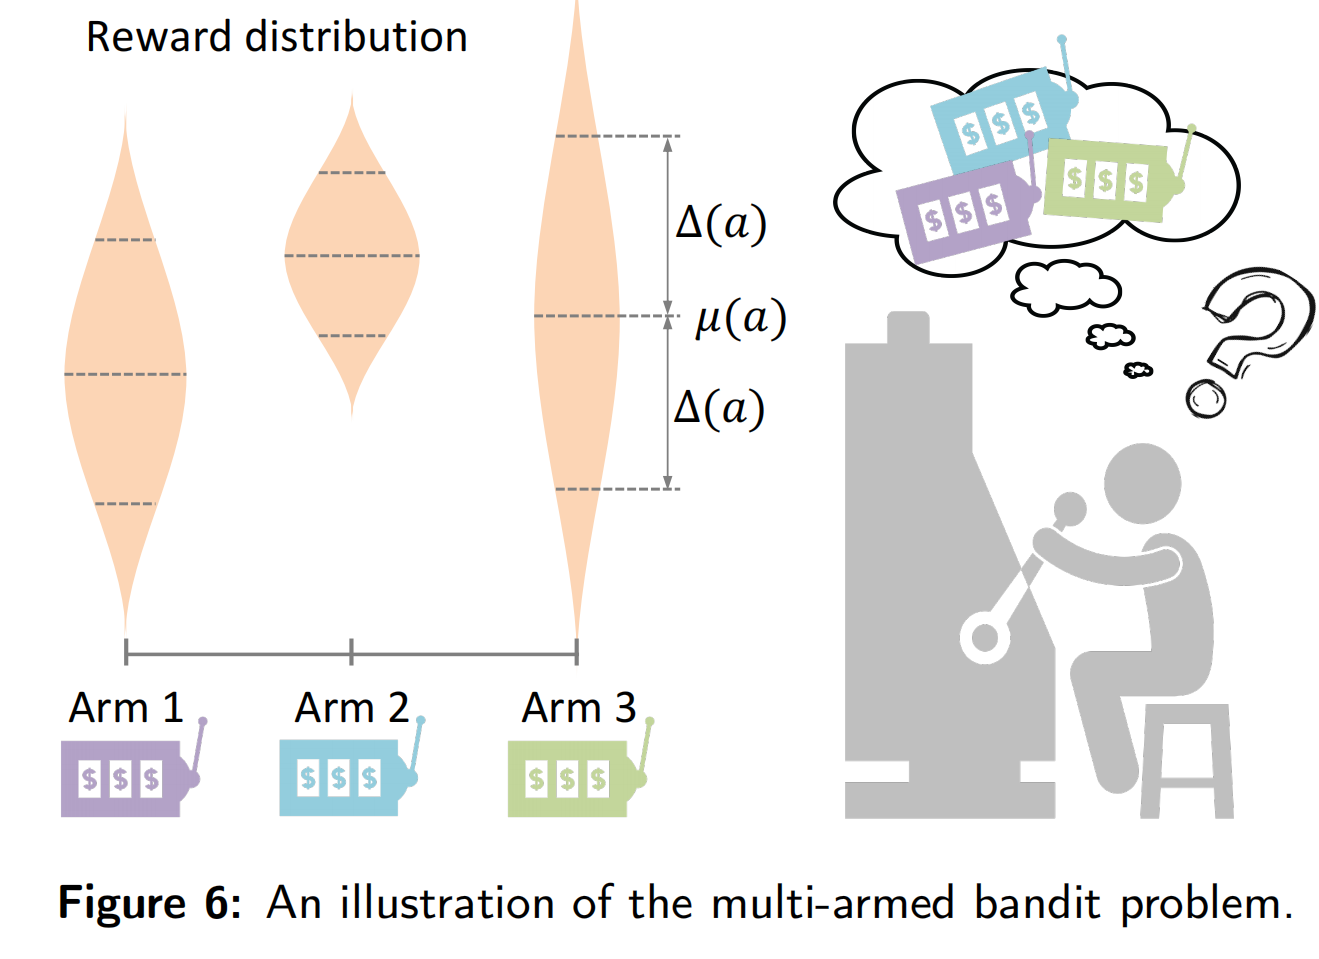 Reward distribution
Δ(a)
μ(a)
Δ(a)
Arm 1 Arm 2 Arm 3
$ $ $ $ $ $ $ $ $
$ $ $
$ $ $
$ $ $
Figure 6: An illustration of the multi-armed bandit problem.